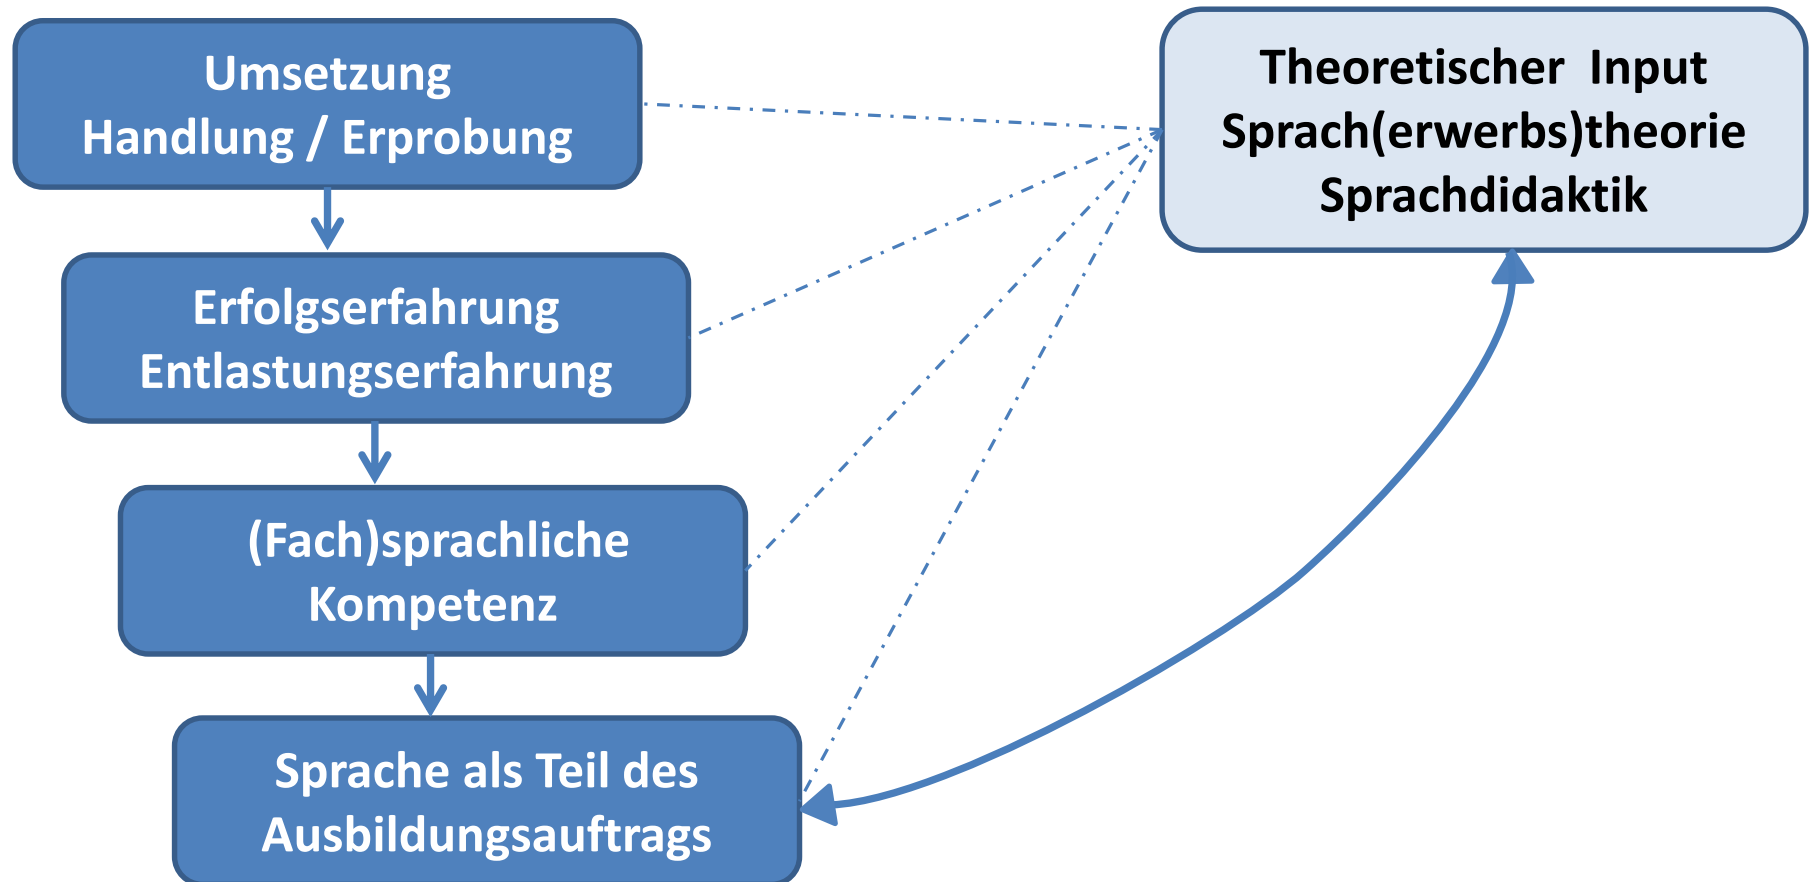 Umsetzung
Handlung / Erprobung
Theoretischer Input
Sprach(erwerbs)theorie
Sprachdidaktik
Erfolgserfahrung
Entlastungserfahrung
(Fach)sprachliche
Kompetenz
Sprache als Teil des
Ausbildungsauftrags